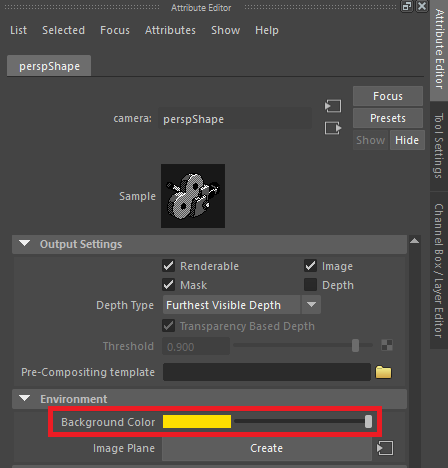 Attribute Editor
List Selected Focus Attributes Show Help
perspShape
Focus
camera: perspShape
Presets
Show Hide
Sample
Output Settings
Renderable Image
Mask Depth
Depth Type Furthest Visible Depth
Transparency Based Depth
Threshold 0.900
Pre-Compositing template
Environment
Background Color
Image Plane Create
Attribute Editor
Tool Settings
Channel Box / Layer Editor